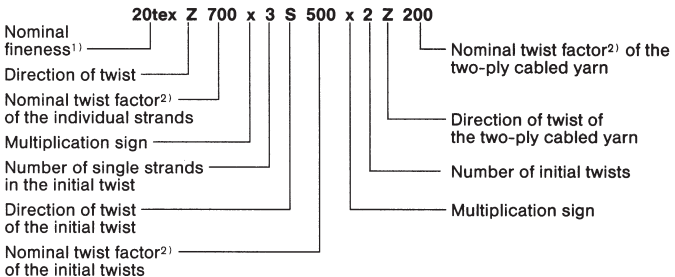 20tex Z 700 x 3 S 500 x 2 Z 200
Nominal
fineness1)
Direction of twist
Nominal twist factor2)
of the individual strands
Multiplication sign
Number of single strands
in the initial twist
Direction of twist
of the initial twist
Nominal twist factor2)
of the initial twists
Nominal twist factor2) of the
two-ply cabled yarn
Direction of twist of
the two-ply cabled yarn
Number of initial twists
Multiplication sign